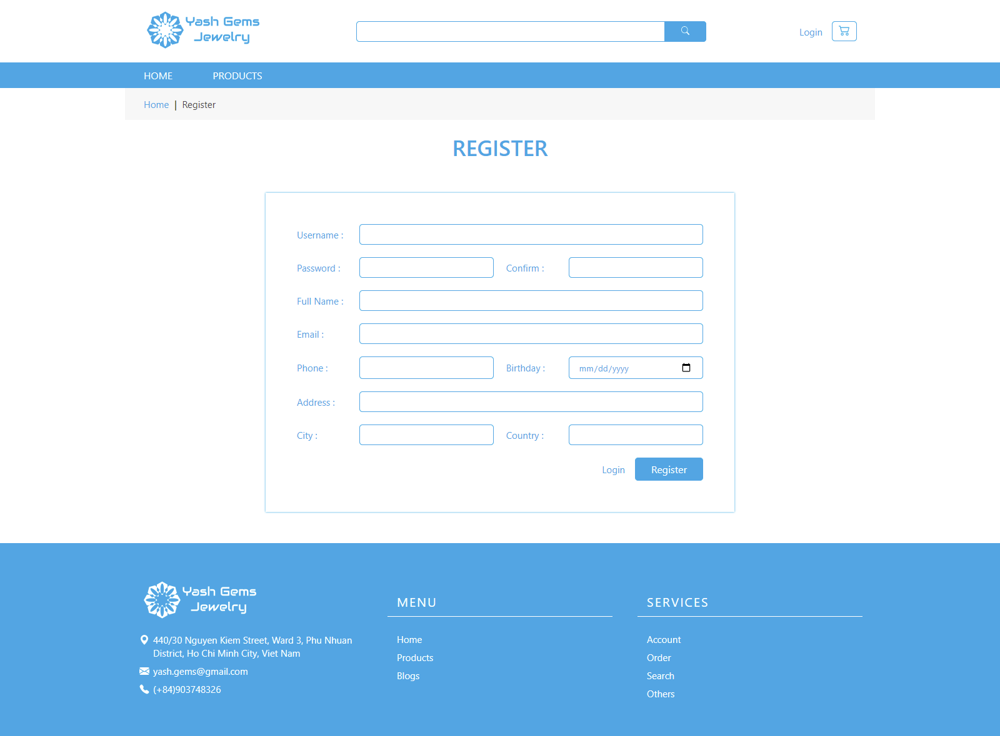 Yash Gems
Jewelry
Login
HOME PRODUCTS
Home | Register
REGISTER
Username :
Password : Confirm :
Full Name :
Email :
Phone : Birthday : mm/dd/yyyy
Address :
City : Country :
Login Register
Yash Gems
Jewelry
440/30 Nguyen Kiem Street, Ward 3, Phu Nhuan
District, Ho Chi Minh City, Viet Nam
yash.gems@gmail.com
(+84)903748326
MENU
Home
Products
Blogs
SERVICES
Account
Order
Search
Others